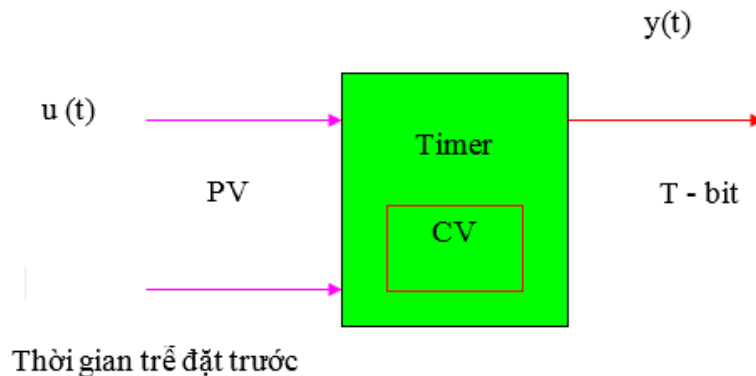 y(t)
u (t)
Timer
PV
T - bit
CV
Thời gian trễ đặt trước